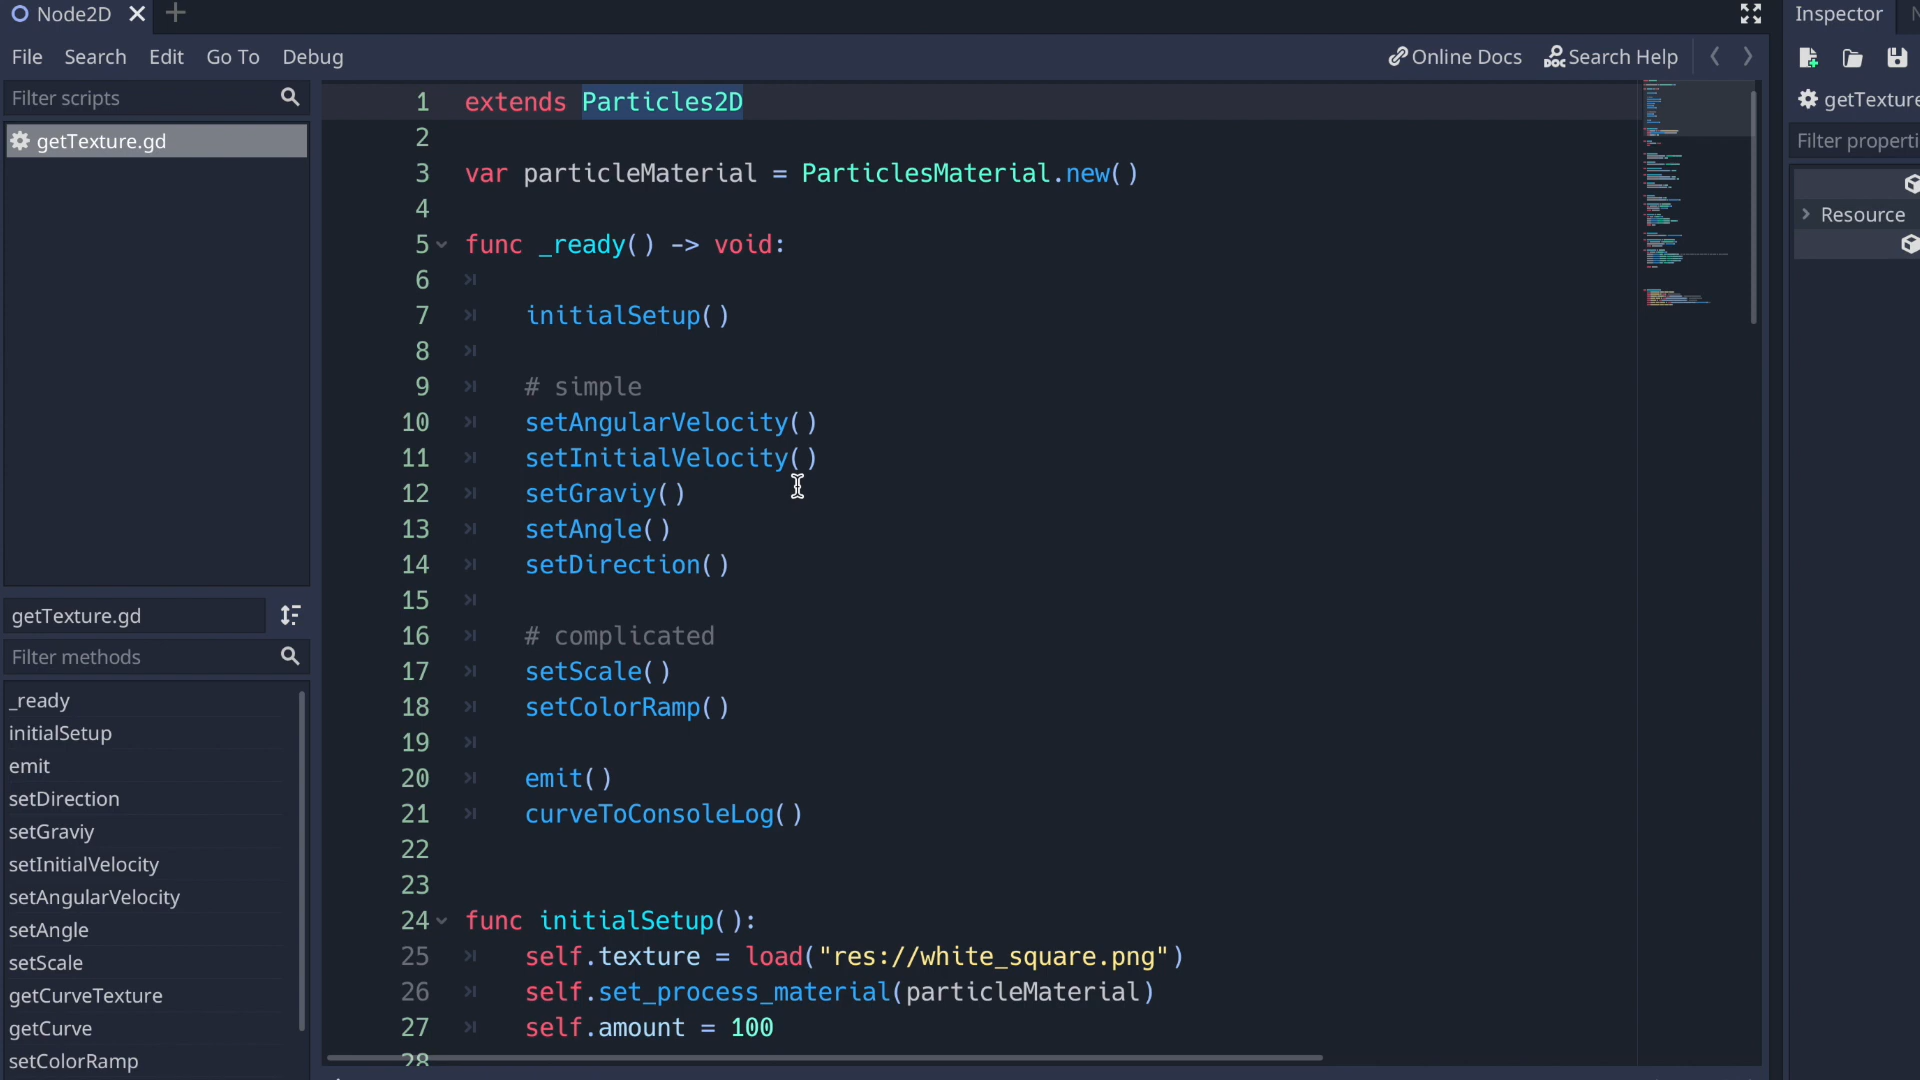 Node2D
Inspector
File Search Edit Go To Debug
Online Docs
Search Help
Filter scripts
getTexture.gd
getTexture.gd
Filter methods
_ready
initialSetup
emit
setDirection
setGraviy
setInitialVelocity
setAngularVelocity
setAngle
setScale
getCurveTexture
getCurve
setColorRamp
1 extends Particles2D
2
3 var particleMaterial = ParticlesMaterial.new()
4
5 func _ready() -> void:
6
7 initialSetup()
8
9 # simple
10 setAngularVelocity()
11 setInitialVelocity()
12 setGraviy()
13 setAngle()
14 setDirection()
15
16 # complicated
17 setScale()
18 setColorRamp()
19
20 emit()
21 curveToConsoleLog()
22
23
24 func initialSetup():
25 self.texture = load("res://white_square.png")
26 self.set_process_material(particleMaterial)
27 self.amount = 100
28
getTexture
Filter properti
Resource